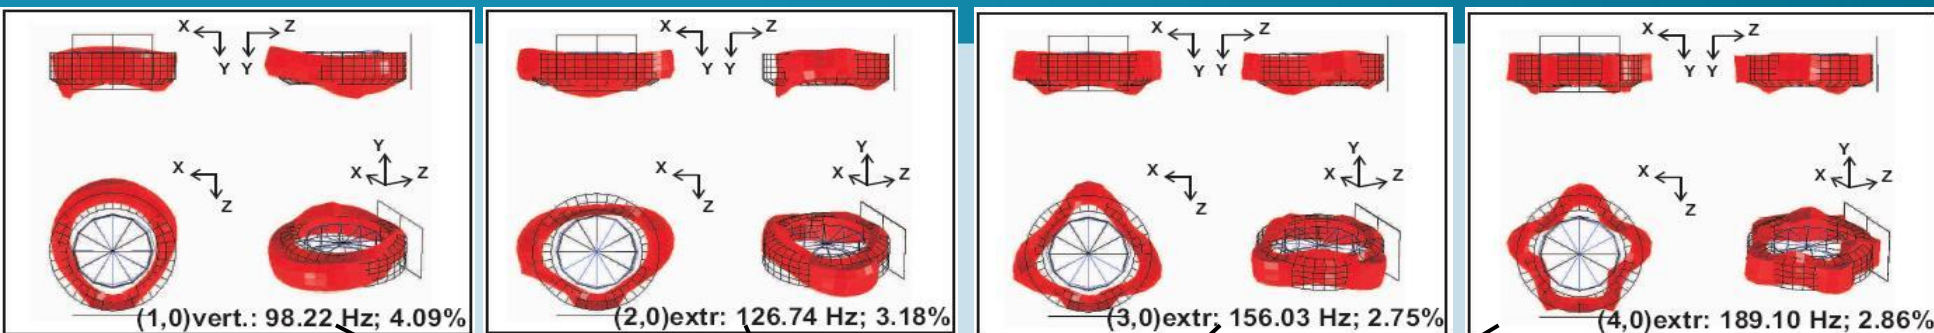 X Z
Y Y
X
Z
Y
X Z
(1,0)vert.: 98.22 Hz; 4.09%
X Z
Y Y
X
Z
Y
X Z
(2,0)extr: 126.74 Hz; 3.18%
X Z
Y Y
X
Z
Y
X Z
(3,0)extr: 156.03 Hz; 2.75%
X Z
Y Y
X
Z
Y
X Z
(4,0)extr: 189.10 Hz; 2.86%